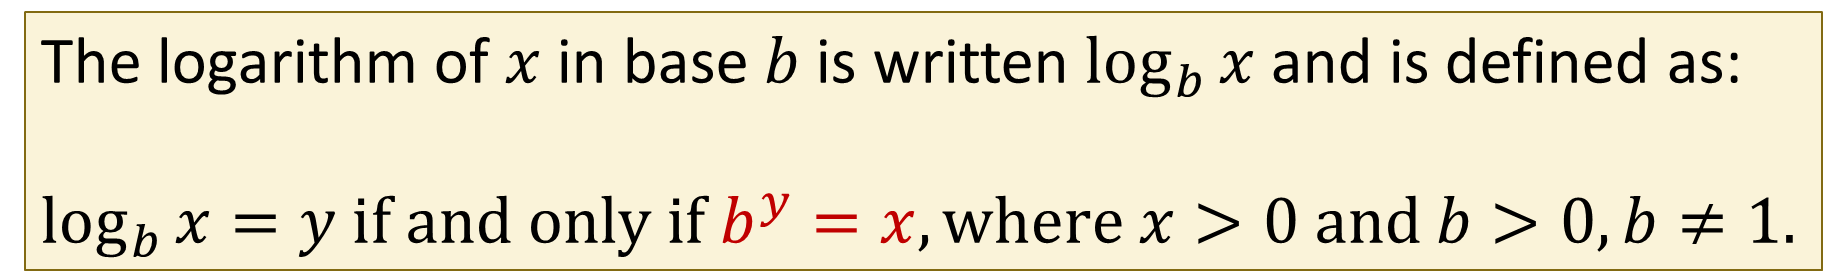 The logarithm of x in base b is written log_b x and is defined as:
log_b x = y if and only if b^y = x, where x > 0 and b > 0, b ≠ 1.